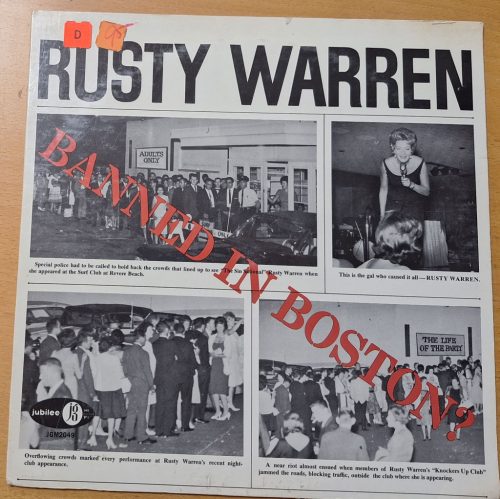 D
RUSTY WARREN
BANNED IN BOSTON?
ADULTS
ONLY
Special police had to be called to hold back the crowds that lined up to see "The Sin Sational" Rusty Warren when
she appeared at the Surf Club at Revere Beach.
This is the gal who caused it all — RUSTY WARREN.
THE LIFE
OF THE PARTY
jubilee
JGM2049
Overflowing crowds marked every performance at Rusty Warren's recent night-
club appearance.
A near riot almost ensued when members of Rusty Warren's "Knockers Up Club"
jammed the roads, blocking traffic, outside the club where she is appearing.